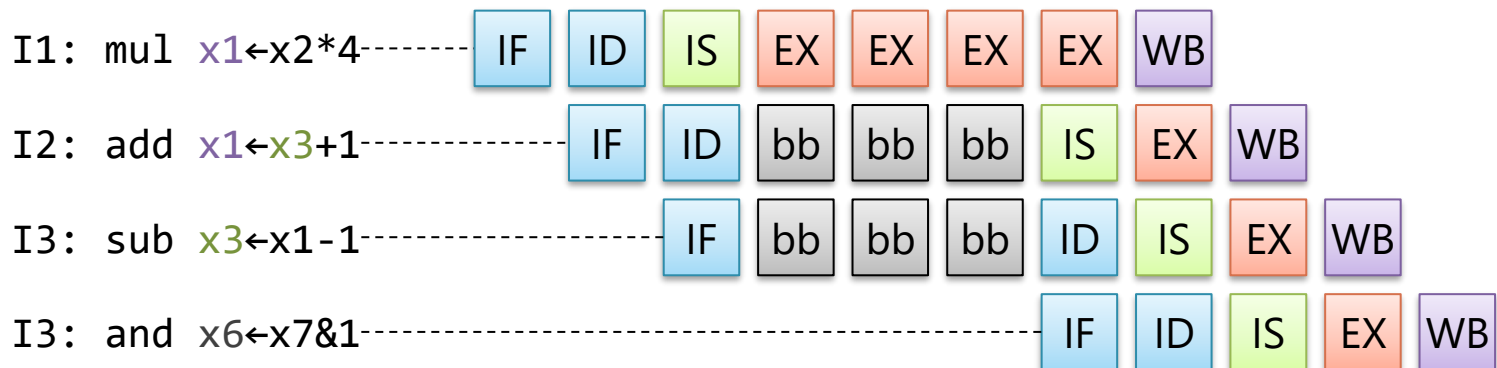 I1: mul x1←x2*4 IF ID IS EX EX EX EX WB
I2: add x1←x3+1 IF ID bb bb bb IS EX WB
I3: sub x3←x1-1 IF bb bb bb ID IS EX WB
I3: and x6←x7&1 IF ID IS EX WB